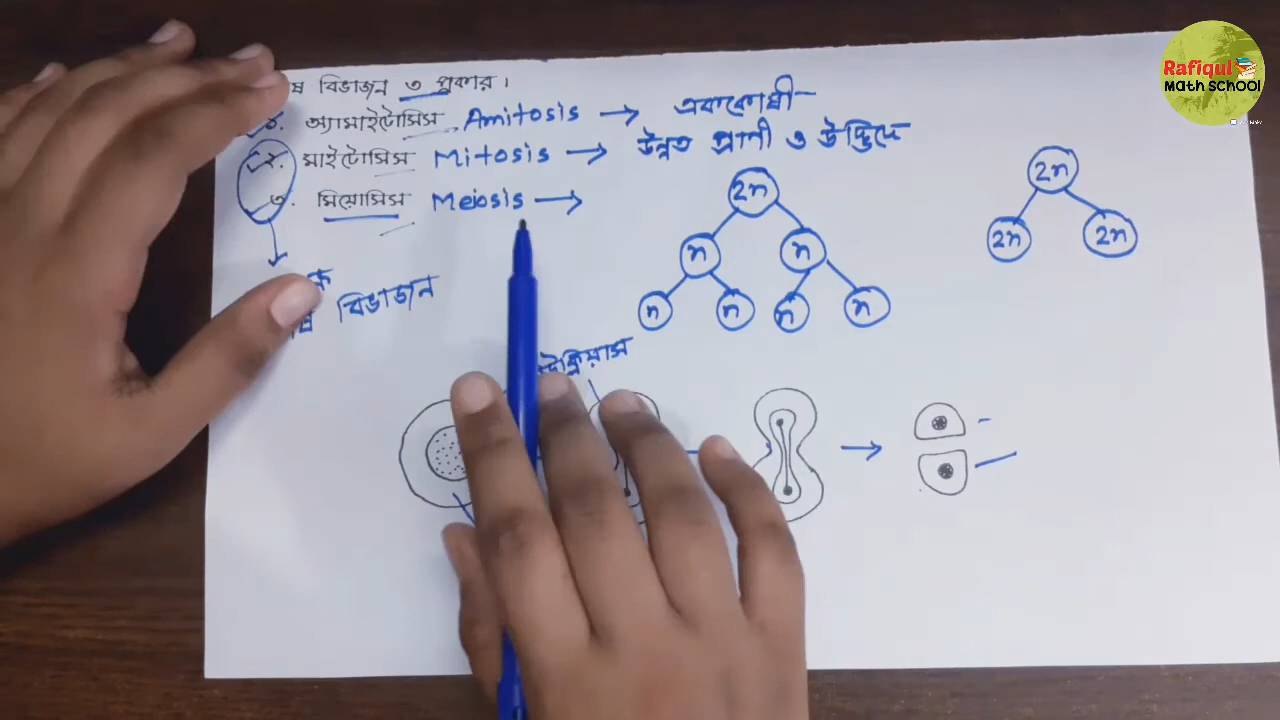 বিভাজন ৩ প্রকার।
অ্যামাইটোসিস Amitosis → এককোষী
২. মাইটোসিস Mitosis → উন্নত প্রাণী ও উদ্ভিদে
৩. মিয়োসিস Meiosis →
2n
n n
n n n n
2n
2n 2n
বিভাজন
Rafiqul
Math SCHOOL